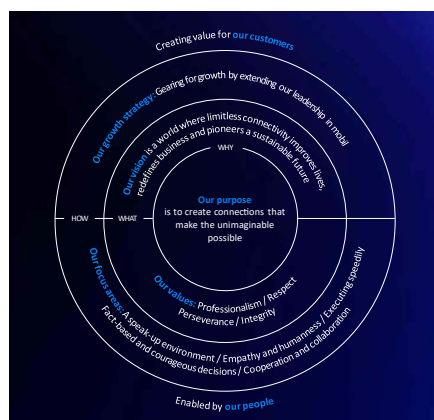 Creating value for our customers
Our growth strategy: Gearing for growth by extending our leadership in mobil
Our vision is a world where limitless connectivity improves lives,
redefines business and pioneers a sustainable future
WHY
Our purpose
is to create connections that
make the unimaginable
possible
HOW
WHAT
Our values: Professionalism / Respect
Perseverance / Integrity
Our focus areas: A speak-up environment / Empathy and humanness / Executing speedily
Fact-based and courageous decisions / Cooperation and collaboration
Enabled by our people